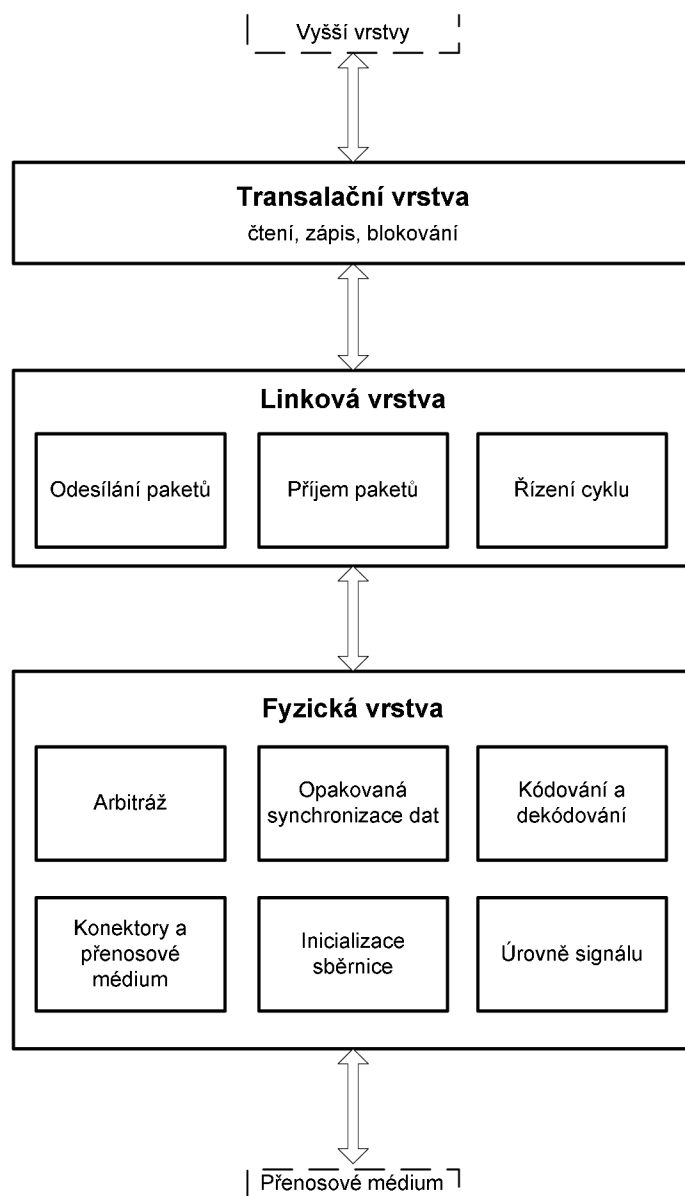 Vyšší vrstvy
Transalační vrstva
čtení, zápis, blokování
Linková vrstva
Odesílání paketů
Příjem paketů
Řízení cyklu
Fyzická vrstva
Arbitráž
Opakovaná
synchronizace dat
Kódování a
dekódování
Konektory a
přenosové
médium
Inicializace
sběrnice
Úrovně signálu
Přenosové médium